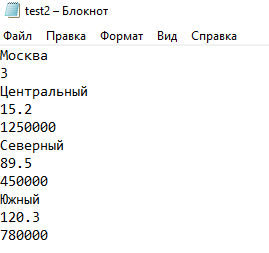 test2 – Блокнот
Файл Правка Формат Вид Справка
Москва
3
Центральный
15.2
1250000
Северный
89.5
450000
Южный
120.3
780000